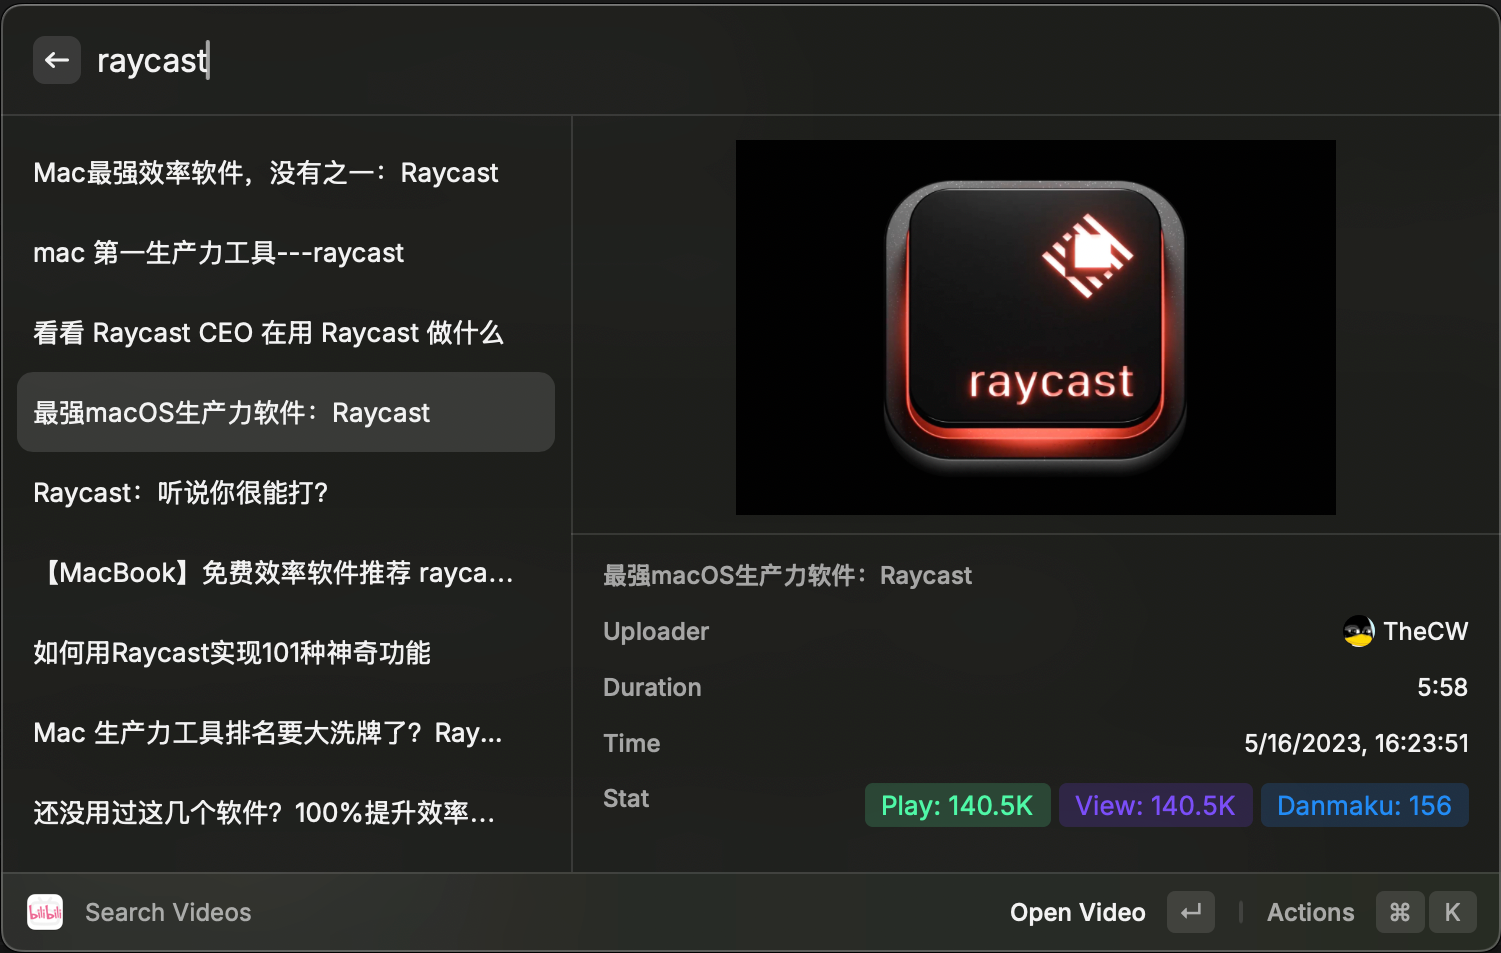 raycast
Mac最强效率软件，没有之一：Raycast
mac 第一生产力工具---raycast
看看 Raycast CEO 在用 Raycast 做什么
最强macOS生产力软件：Raycast
Raycast：听说你很能打？
【MacBook】免费效率软件推荐 rayca...
如何用Raycast实现101种神奇功能
Mac 生产力工具排名要大洗牌了？Ray...
还没用过这几个软件？100%提升效率...
raycast
最强macOS生产力软件：Raycast
Uploader TheCW
Duration 5:58
Time 5/16/2023, 16:23:51
Stat Play: 140.5K View: 140.5K Danmaku: 156
bilibili Search Videos Open Video ↵ Actions ⌘ K